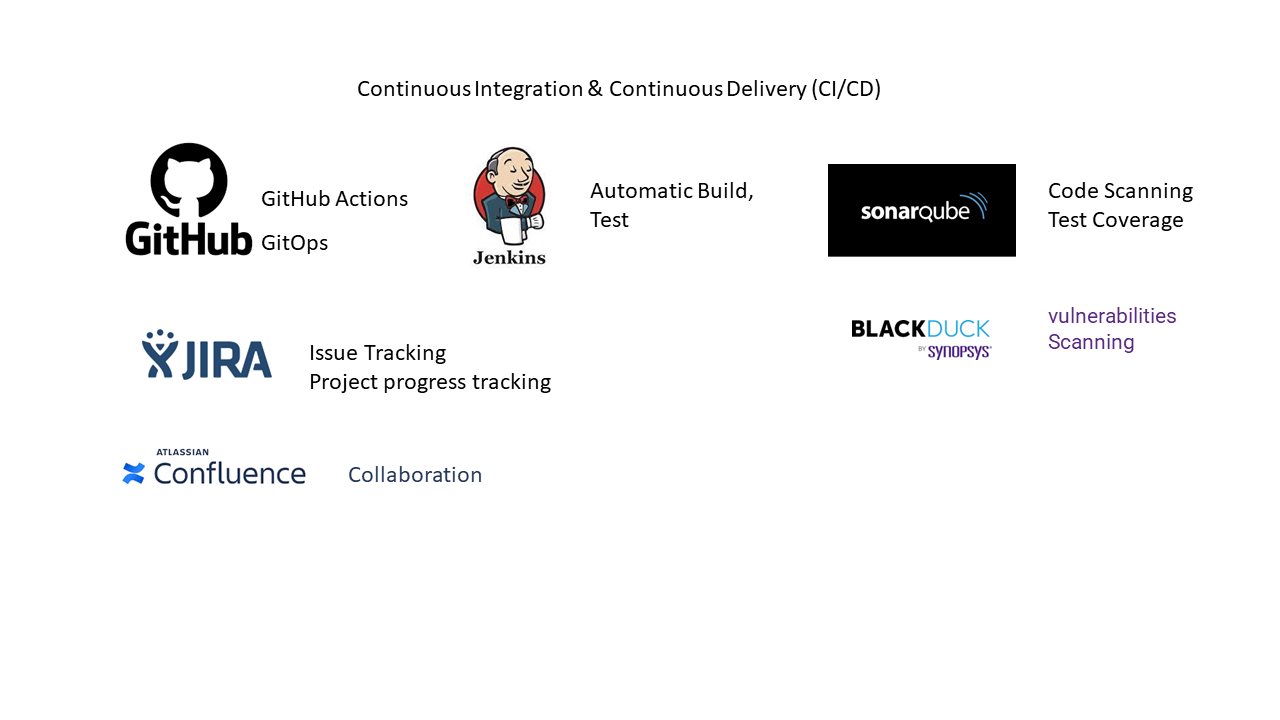 Continuous Integration & Continuous Delivery (CI/CD)
GitHub
GitHub Actions
GitOps
Jenkins
Automatic Build,
Test
sonarqube
Code Scanning
Test Coverage
BLACKDUCK
BY SYNOPSYS®
vulnerabilities
Scanning
JIRA
Issue Tracking
Project progress tracking
ATLASSIAN
Confluence
Collaboration